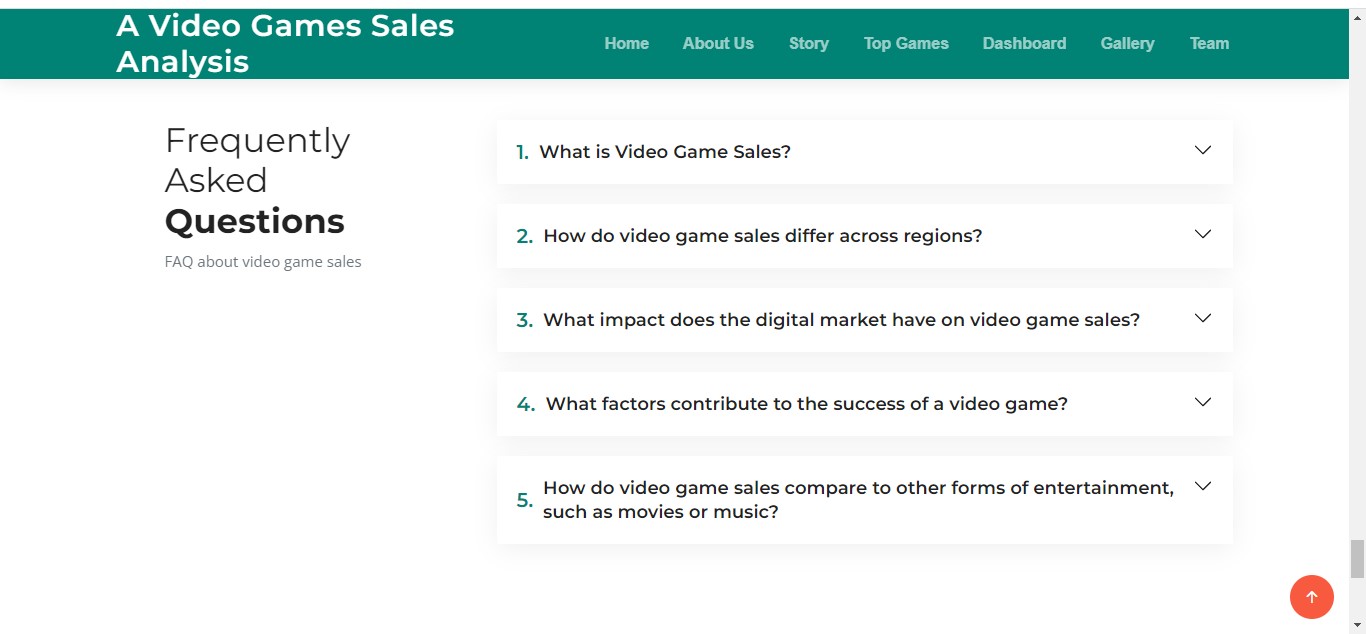 A Video Games Sales
Analysis
Home About Us Story Top Games Dashboard Gallery Team
Frequently
Asked
Questions
FAQ about video game sales
1. What is Video Game Sales?
2. How do video game sales differ across regions?
3. What impact does the digital market have on video game sales?
4. What factors contribute to the success of a video game?
5. How do video game sales compare to other forms of entertainment,
such as movies or music?